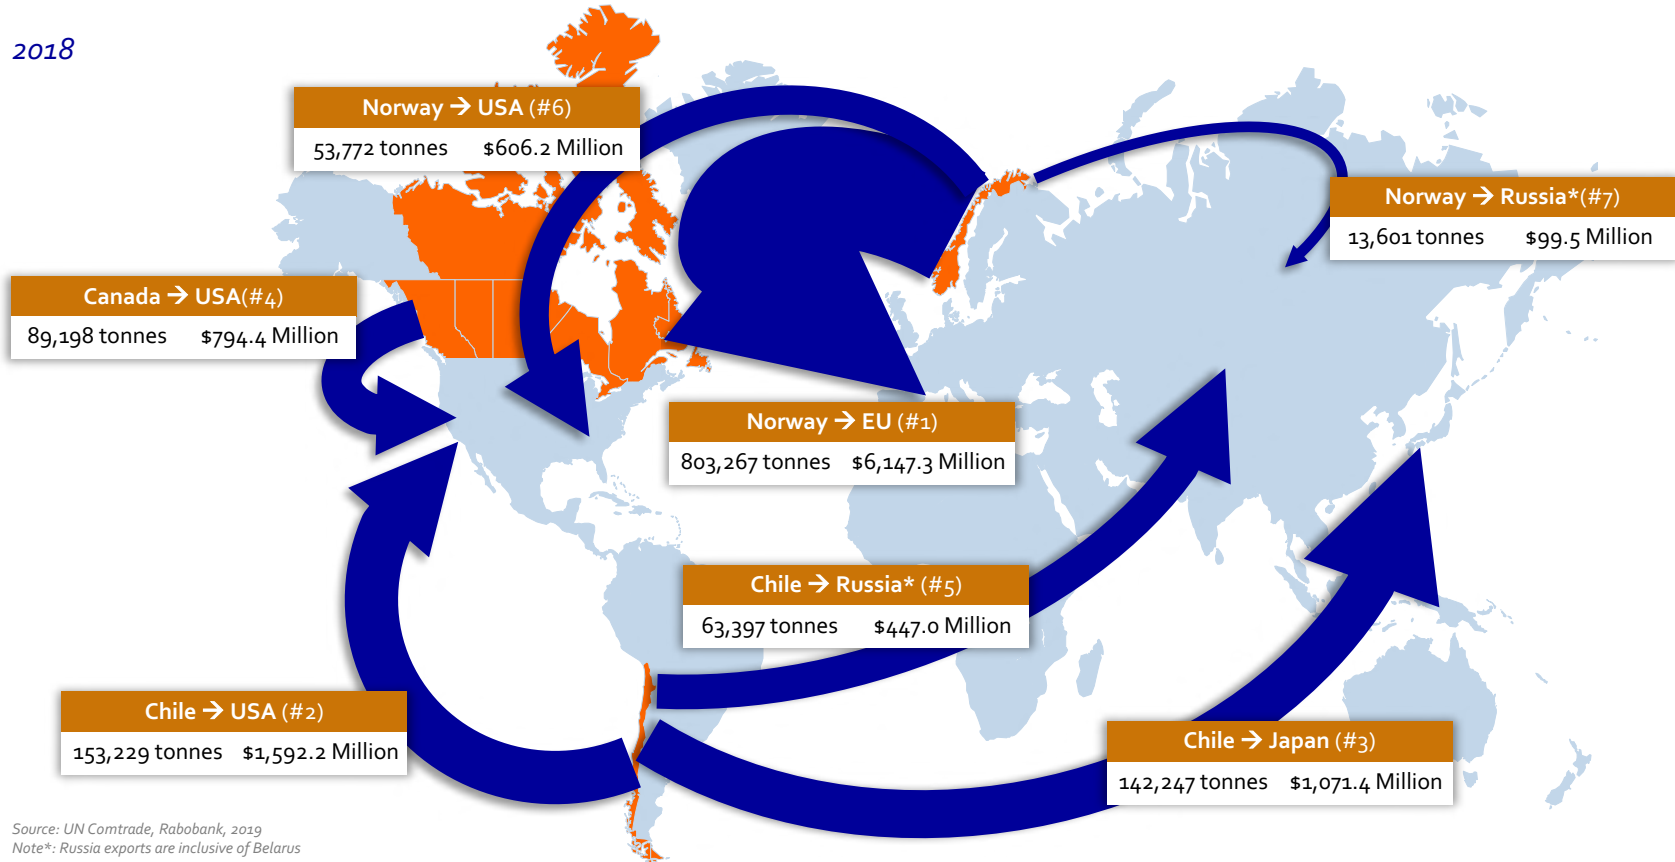 2018
Norway → USA (#6)
53,772 tonnes $606.2 Million
Norway → Russia*(#7)
13,601 tonnes $99.5 Million
Canada → USA(#4)
89,198 tonnes $794.4 Million
Norway → EU (#1)
803,267 tonnes $6,147.3 Million
Chile → Russia* (#5)
63,397 tonnes $447.0 Million
Chile → USA (#2)
153,229 tonnes $1,592.2 Million
Chile → Japan (#3)
142,247 tonnes $1,071.4 Million
Source: UN Comtrade, Rabobank, 2019
Note*: Russia exports are inclusive of Belarus